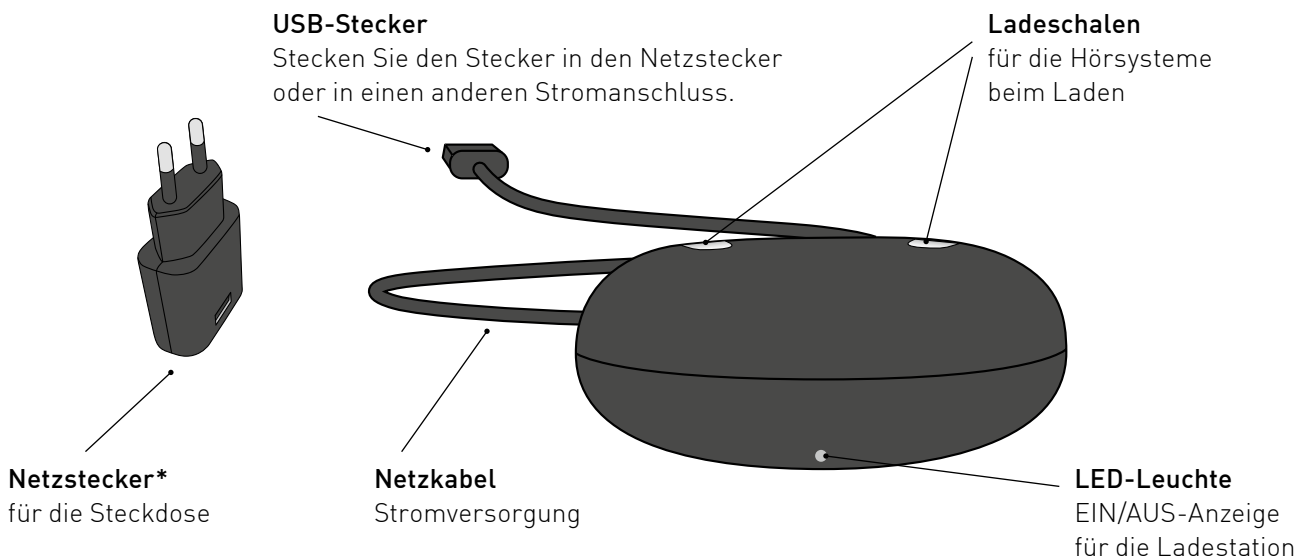 USB-Stecker
Stecken Sie den Stecker in den Netzstecker
oder in einen anderen Stromanschluss.
Ladeschalen
für die Hörsysteme
beim Laden
Netzstecker*
für die Steckdose
Netzkabel
Stromversorgung
LED-Leuchte
EIN/AUS-Anzeige
für die Ladestation